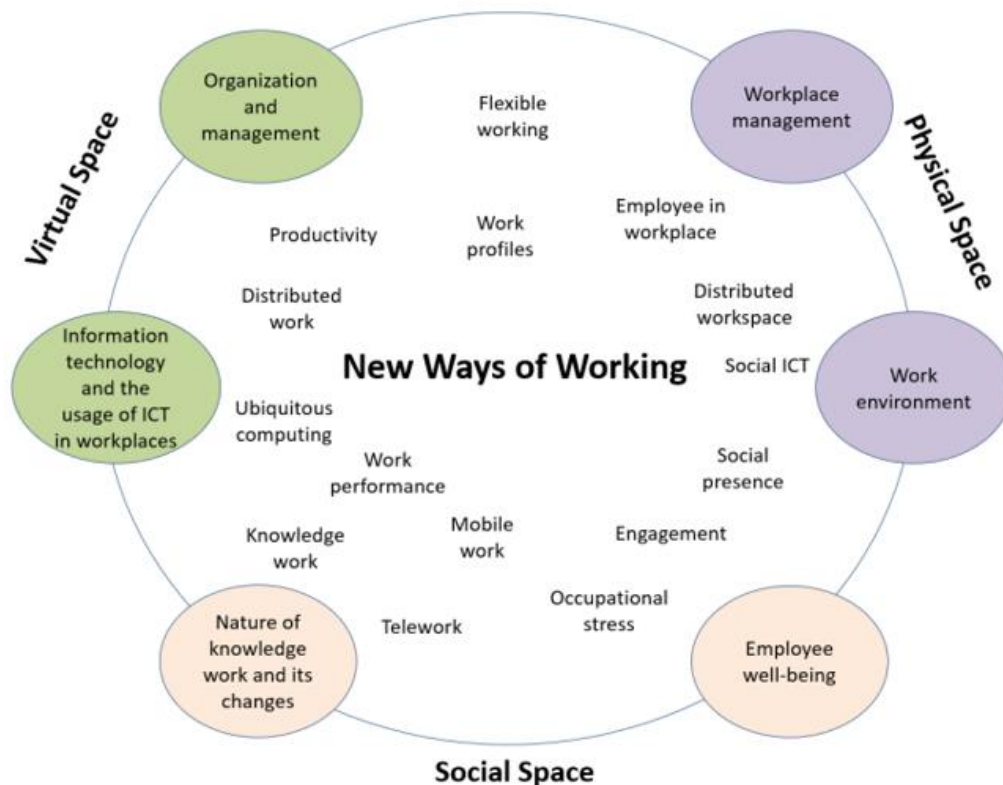 Organization
and
management
Flexible
working
Workplace
management
Virtual Space
Physical Space
Productivity
Work
profiles
Employee in
workplace
Distributed
work
Distributed
workspace
Information
technology
and the
usage of ICT
in workplaces
New Ways of Working
Social ICT
Work
environment
Ubiquitous
computing
Work
performance
Social
presence
Knowledge
work
Mobile
work
Engagement
Nature of
knowledge
work and its
changes
Telework
Occupational
stress
Employee
well-being
Social Space